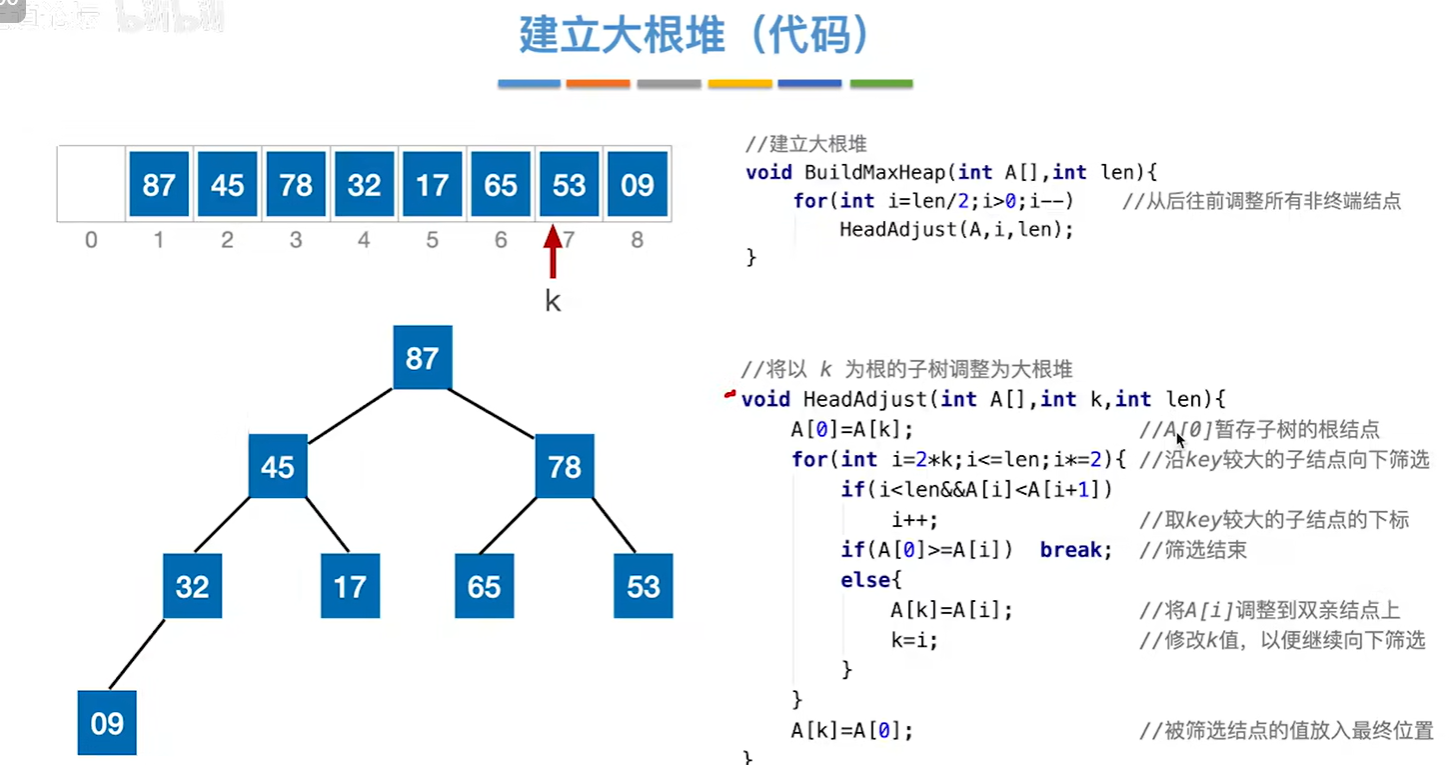 建立大根堆（代码）
87 45 78 32 17 65 53 09
0 1 2 3 4 5 6 7 8
k
87
45 78
32 17 65 53
09
//建立大根堆
void BuildMaxHeap(int A[],int len){
for(int i=len/2;i>0;i--) //从后往前调整所有非终端结点
HeadAdjust(A,i,len);
}
//将以 k 为根的子树调整为大根堆
void HeadAdjust(int A[],int k,int len){
A[0]=A[k]; //A[0]暂存子树的根结点
for(int i=2*k;i<=len;i*=2){ //沿key较大的子结点向下筛选
if(i<len&&A[i]<A[i+1])
i++; //取key较大的子结点的下标
if(A[0]>=A[i]) break; //筛选结束
else{
A[k]=A[i]; //将A[i]调整到双亲结点上
k=i; //修改k值，以便继续向下筛选
}
}
A[k]=A[0]; //被筛选结点的值放入最终位置
}